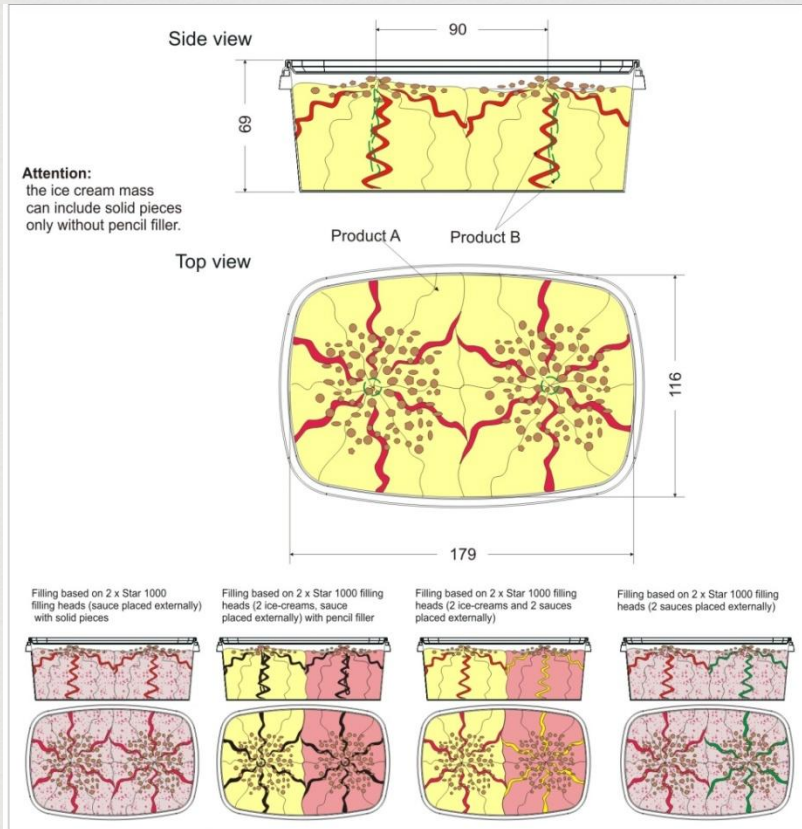 Side view
90
69
Attention:
the ice cream mass
can include solid pieces
only without pencil filler.
Product A
Product B
Top view
116
179
Filling based on 2 x Star 1000
filling heads (sauce placed externally)
with solid pieces
Filling based on 2 x Star 1000 filling
heads (2 ice-creams, sauce
placed externally) with pencil filler
Filling based on 2 x Star 1000 filling
heads (2 ice-creams and 2 sauces
placed externally)
Filling based on 2 x Star 1000 filling
heads (2 sauces placed externally)